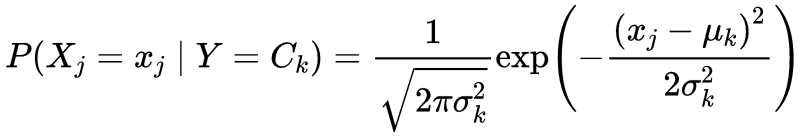 P(X_j = x_j | Y = C_k) = \frac{1}{\sqrt{2\pi\sigma_k^2}} \exp\left(-\frac{(x_j - \mu_k)^2}{2\sigma_k^2}\right)